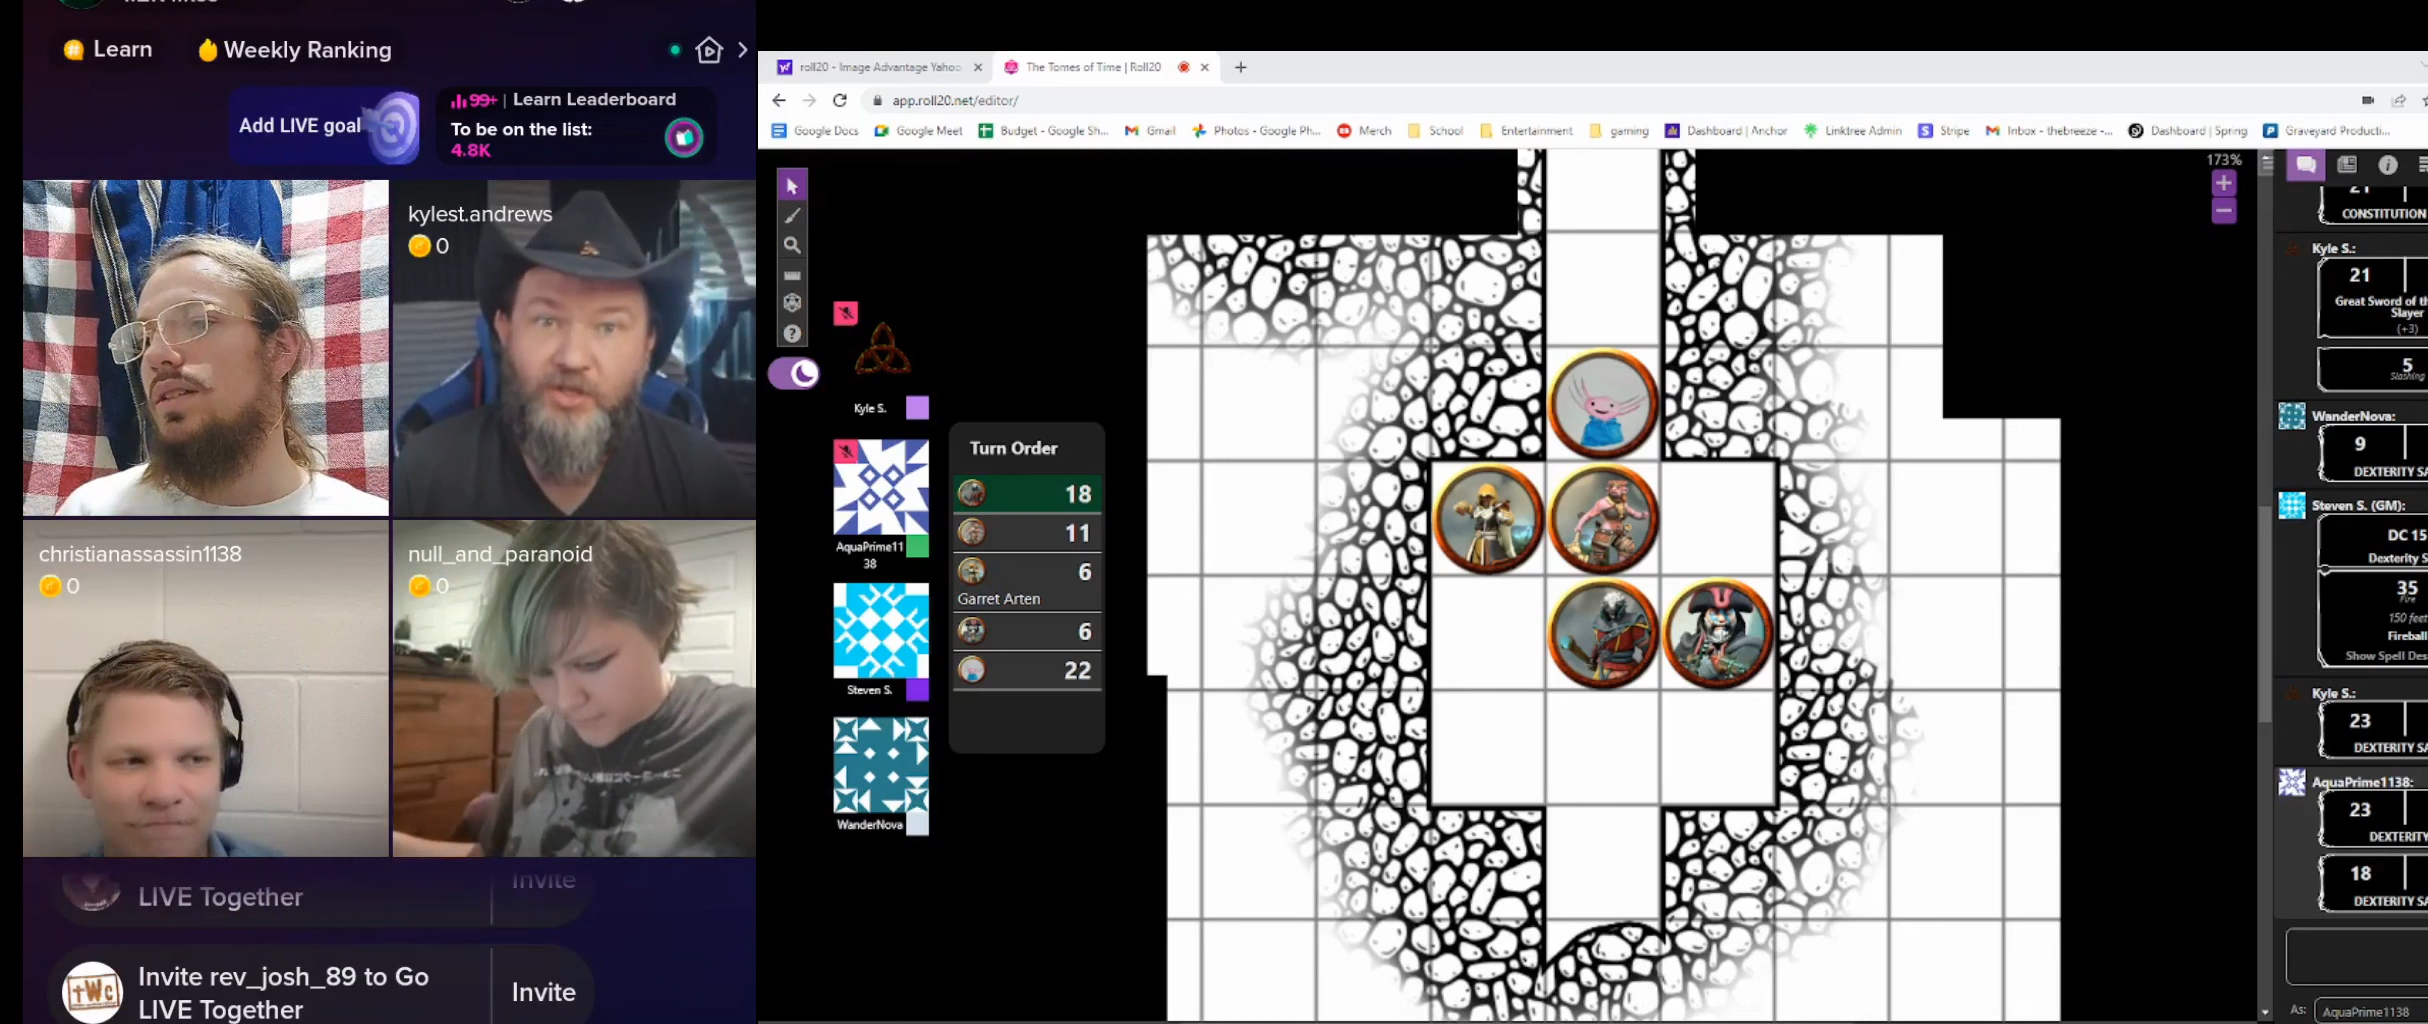 Learn
Weekly Ranking
Add LIVE goal
99+ | Learn Leaderboard
To be on the list:
4.8K
kylest.andrews
0
christianassassin1138
0
null_and_paranoid
0
Invite
LIVE Together
Invite rev_josh_89 to Go
LIVE Together
Invite
roll20 - Image Advantage Yahoo
The Tomes of Time | Roll20
app.roll20.net/editor/
Google Docs
Google Meet
Budget - Google Sh...
Gmail
Photos - Google Ph...
Merch
School
Entertainment
gaming
Dashboard | Anchor
Linktree Admin
Stripe
Inbox - thebreeze -...
Dashboard | Spring
Graveyard Producti...
173%
Kyle S.
AquaPrime11
38
Steven S.
WanderNova
Turn Order
18
11
6
Garret Arten
6
22
21
CONSTITUTION
Kyle S.:
21
Great Sword of th
Slayer
(+3)
5
Slashing
WanderNova:
9
DEXTERITY SA
Steven S. (GM):
DC 15
Dexterity S
35
Fire
150 feet
Fireball
Show Spell Des
Kyle S.:
23
DEXTERITY SA
AquaPrime1138:
23
DEXTERITY
18
DEXTERITY SA
As:
AquaPrime1138